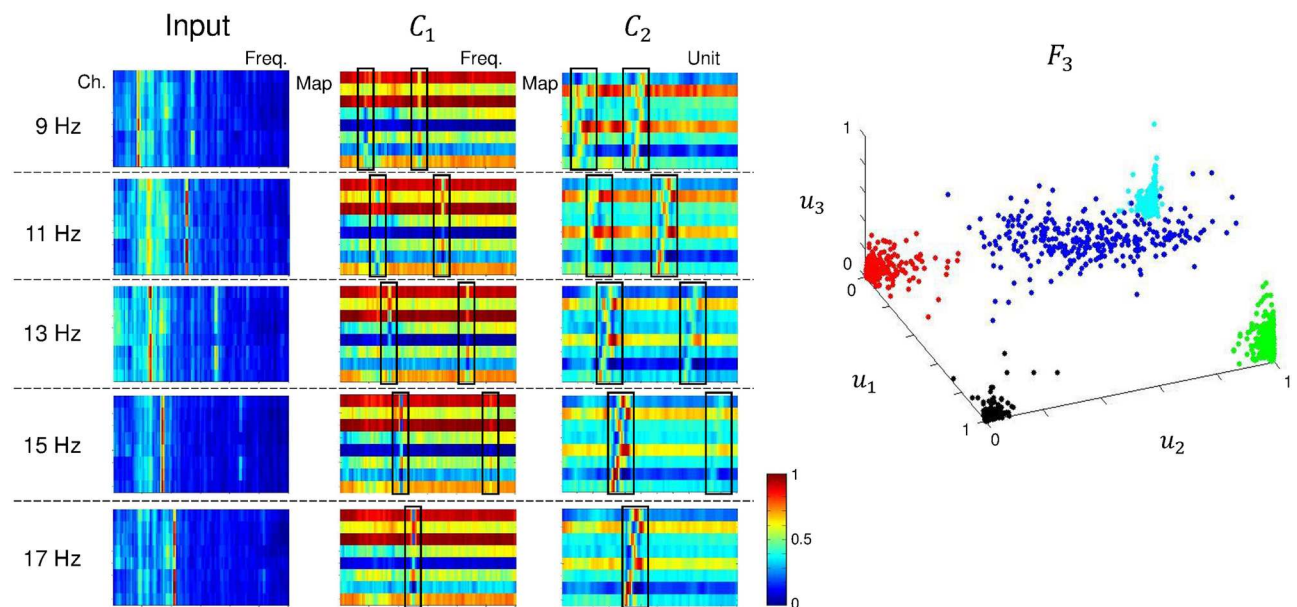 Input C₁ C₂
Freq. Freq. Unit
Ch. Map Map
F₃
9 Hz
11 Hz
13 Hz
15 Hz
17 Hz
1
0.5
0
1
u₃
0
0
u₁
1
0
u₂
1